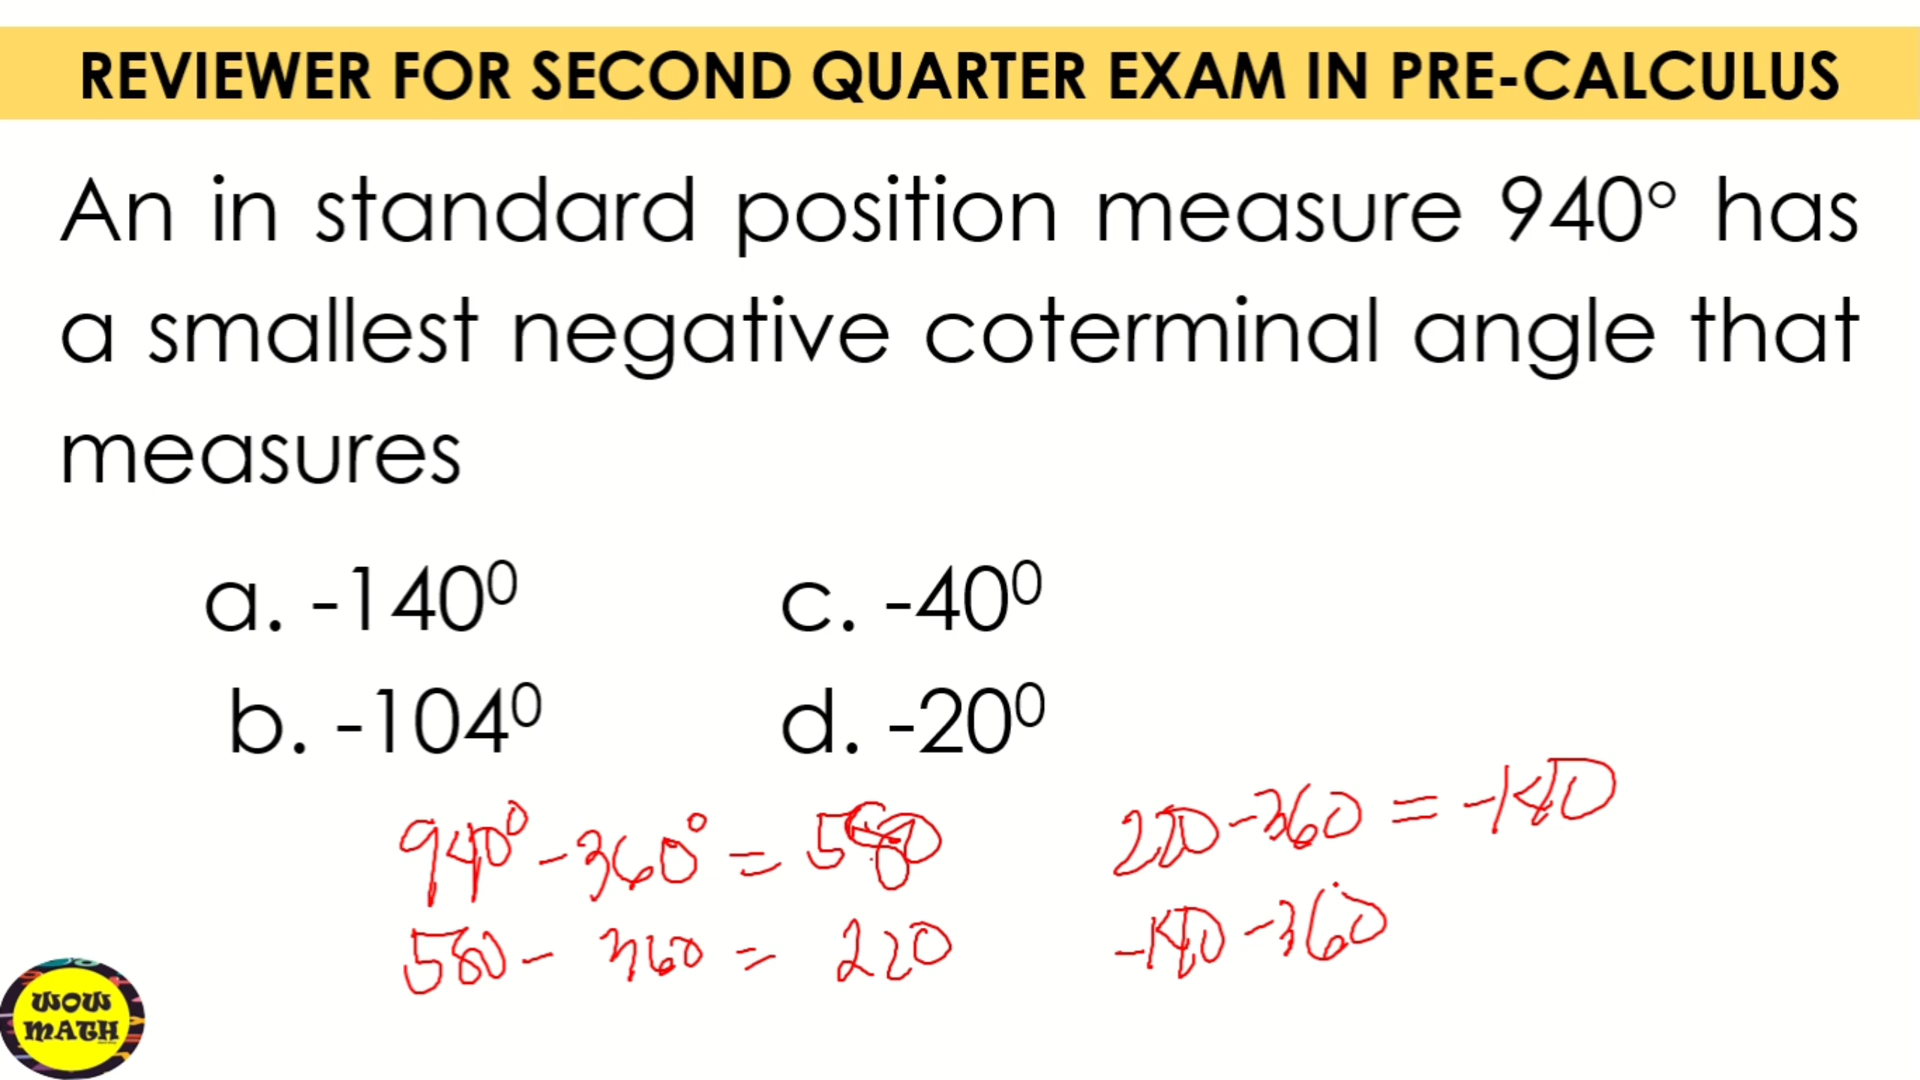 REVIEWER FOR SECOND QUARTER EXAM IN PRE-CALCULUS
An in standard position measure 940° has
a smallest negative coterminal angle that
measures
a. -140⁰
c. -40⁰
b. -104⁰
d. -20⁰
940⁰ - 360° = 580
580 - 360 = 220
220 - 360 = -140
-140 - 360
WOW
MATH